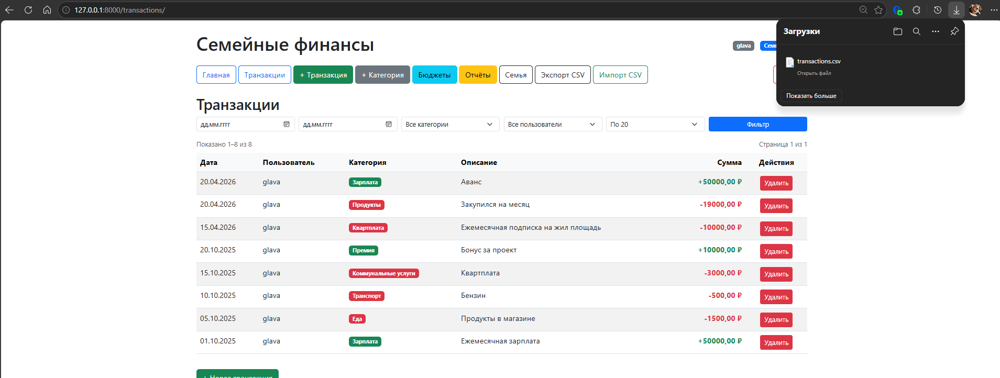 127.0.0.1:8000/transactions/
Загрузки
transactions.csv
Открыть файл
Показать больше
Семейные финансы
glava
Главная Транзакции + Транзакция + Категория Бюджеты Отчёты Семья Экспорт CSV Импорт CSV
Транзакции
дд.мм.гггг дд.мм.гггг Все категории Все пользователи По 20 Фильтр
Показано 1–8 из 8 Страница 1 из 1
Дата Пользователь Категория Описание Сумма Действия
20.04.2026 glava Зарплата Аванс +50000,00 ₽ Удалить
20.04.2026 glava Продукты Закупился на месяц -19000,00 ₽ Удалить
15.04.2026 glava Квартплата Ежемесячная подписка на жил площадь -10000,00 ₽ Удалить
20.10.2025 glava Премия Бонус за проект +10000,00 ₽ Удалить
15.10.2025 glava Коммунальные услуги Квартплата -3000,00 ₽ Удалить
10.10.2025 glava Транспорт Бензин -500,00 ₽ Удалить
05.10.2025 glava Еда Продукты в магазине -1500,00 ₽ Удалить
01.10.2025 glava Зарплата Ежемесячная зарплата +50000,00 ₽ Удалить
+ Новая транзакция